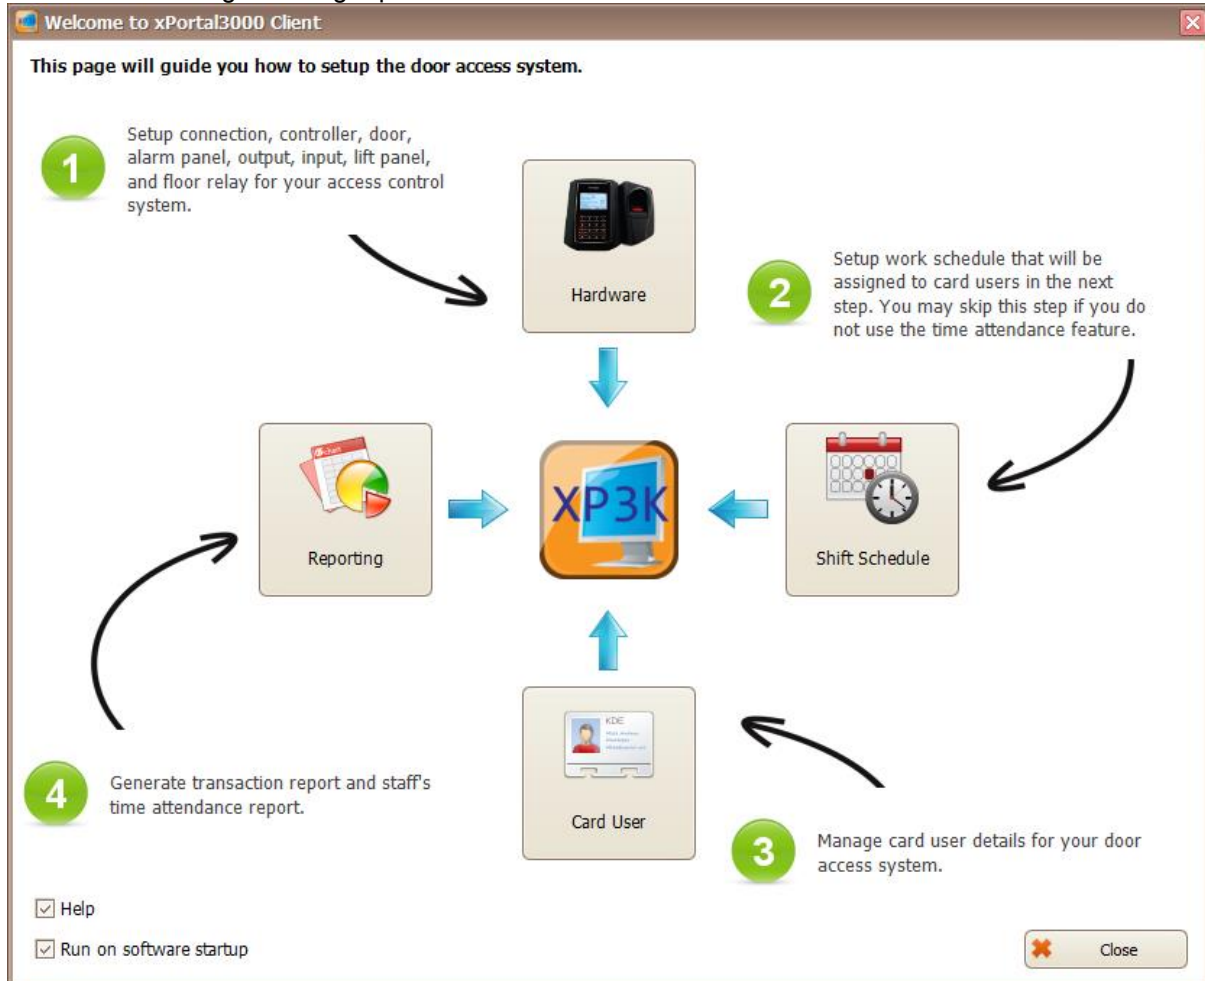 Welcome to xPortal3000 Client
This page will guide you how to setup the door access system.
1
Setup connection, controller, door,
alarm panel, output, input, lift panel,
and floor relay for your access control
system.
Hardware
2
Setup work schedule that will be
assigned to card users in the next
step. You may skip this step if you do
not use the time attendance feature.
chart
Reporting
XP3K
Shift Schedule
KDE
Card User
4
Generate transaction report and staff's
time attendance report.
3
Manage card user details for your door
access system.
Help
Run on software startup
Close